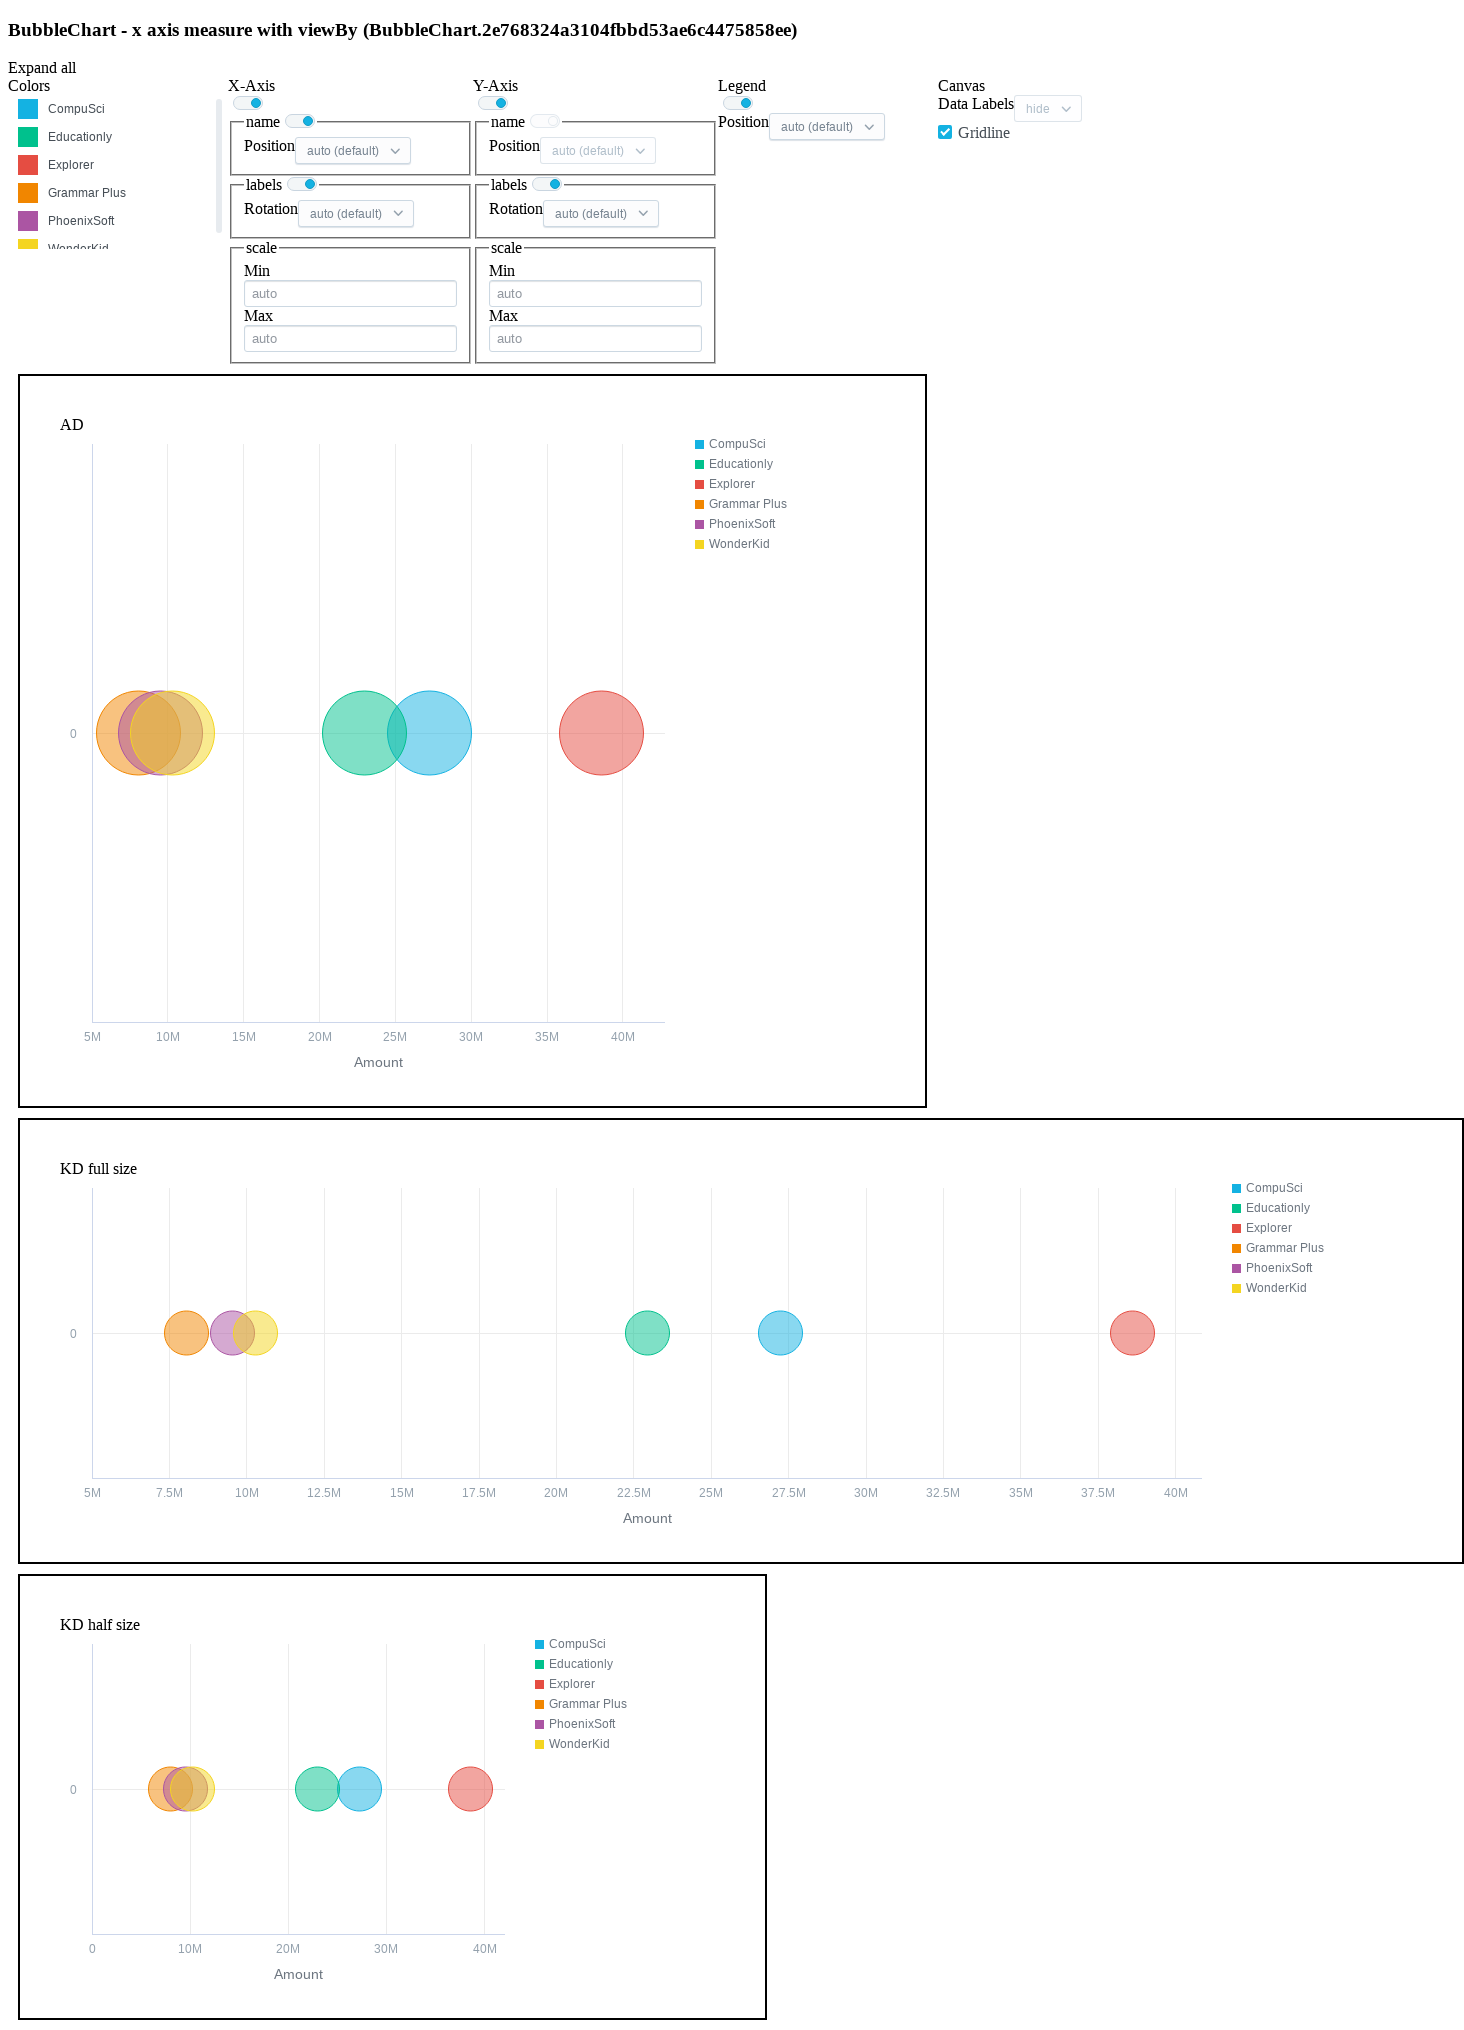 BubbleChart - x axis measure with viewBy (BubbleChart.2e768324a3104fbbd53ae6c4475858ee)
Expand all
Colors
CompuSci
Educationly
Explorer
Grammar Plus
PhoenixSoft
WonderKid
X-Axis
name
Position auto (default)
labels
Rotation auto (default)
scale
Min
auto
Max
auto
Y-Axis
name
Position auto (default)
labels
Rotation auto (default)
scale
Min
auto
Max
auto
Legend
Position auto (default)
Canvas
Data Labels hide
Gridline
AD
CompuSci
Educationly
Explorer
Grammar Plus
PhoenixSoft
WonderKid
0
5M 10M 15M 20M 25M 30M 35M 40M
Amount
KD full size
CompuSci
Educationly
Explorer
Grammar Plus
PhoenixSoft
WonderKid
0
5M 7.5M 10M 12.5M 15M 17.5M 20M 22.5M 25M 27.5M 30M 32.5M 35M 37.5M 40M
Amount
KD half size
CompuSci
Educationly
Explorer
Grammar Plus
PhoenixSoft
WonderKid
0
0 10M 20M 30M 40M
Amount